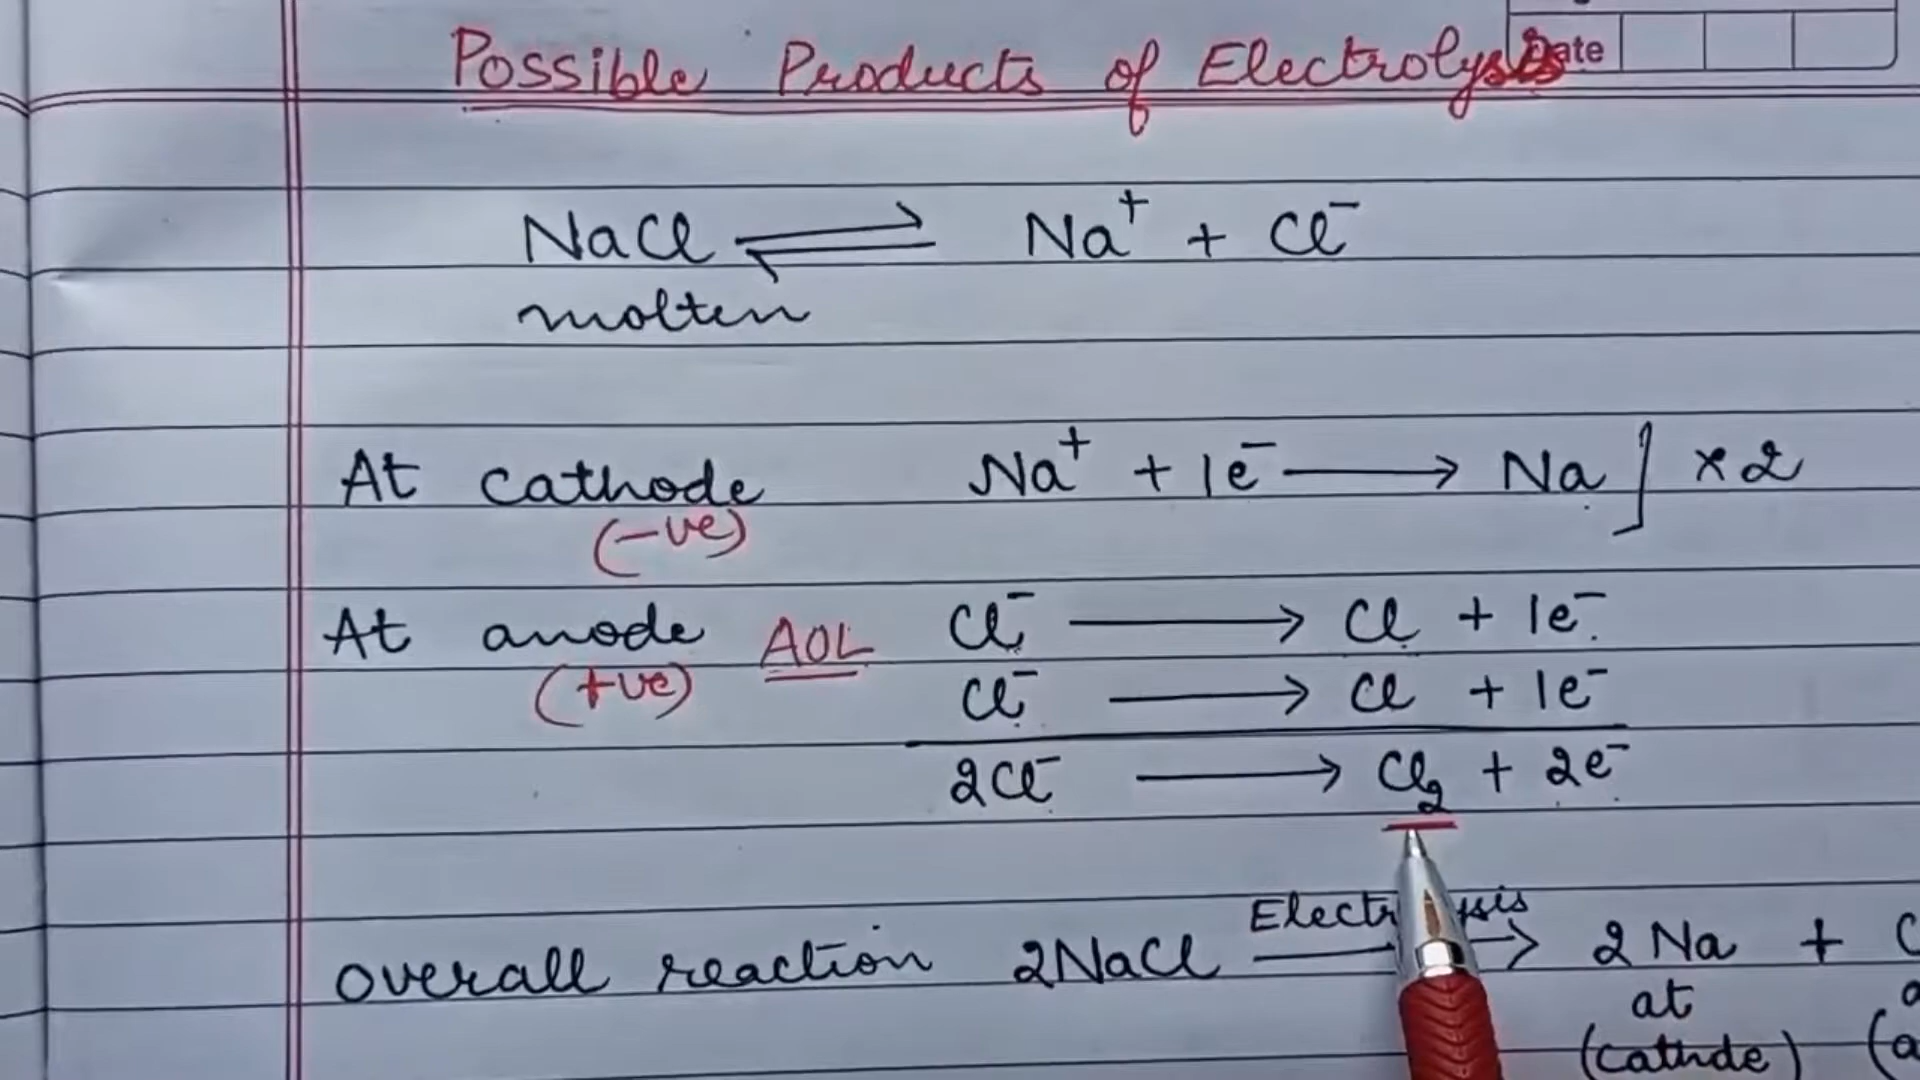 Possible Products of Electrolysis
Date
NaCl ⇌ Na⁺ + Cl⁻
molten
At cathode Na⁺ + 1e⁻ ⟶ Na ] × 2
(-ve)
At anode AOL Cl⁻ ⟶ Cl + 1e⁻
(+ve) Cl⁻ ⟶ Cl + 1e⁻
2Cl⁻ ⟶ Cl₂ + 2e⁻
overall reaction 2NaCl ⟶ 2Na +
at
(cathode)